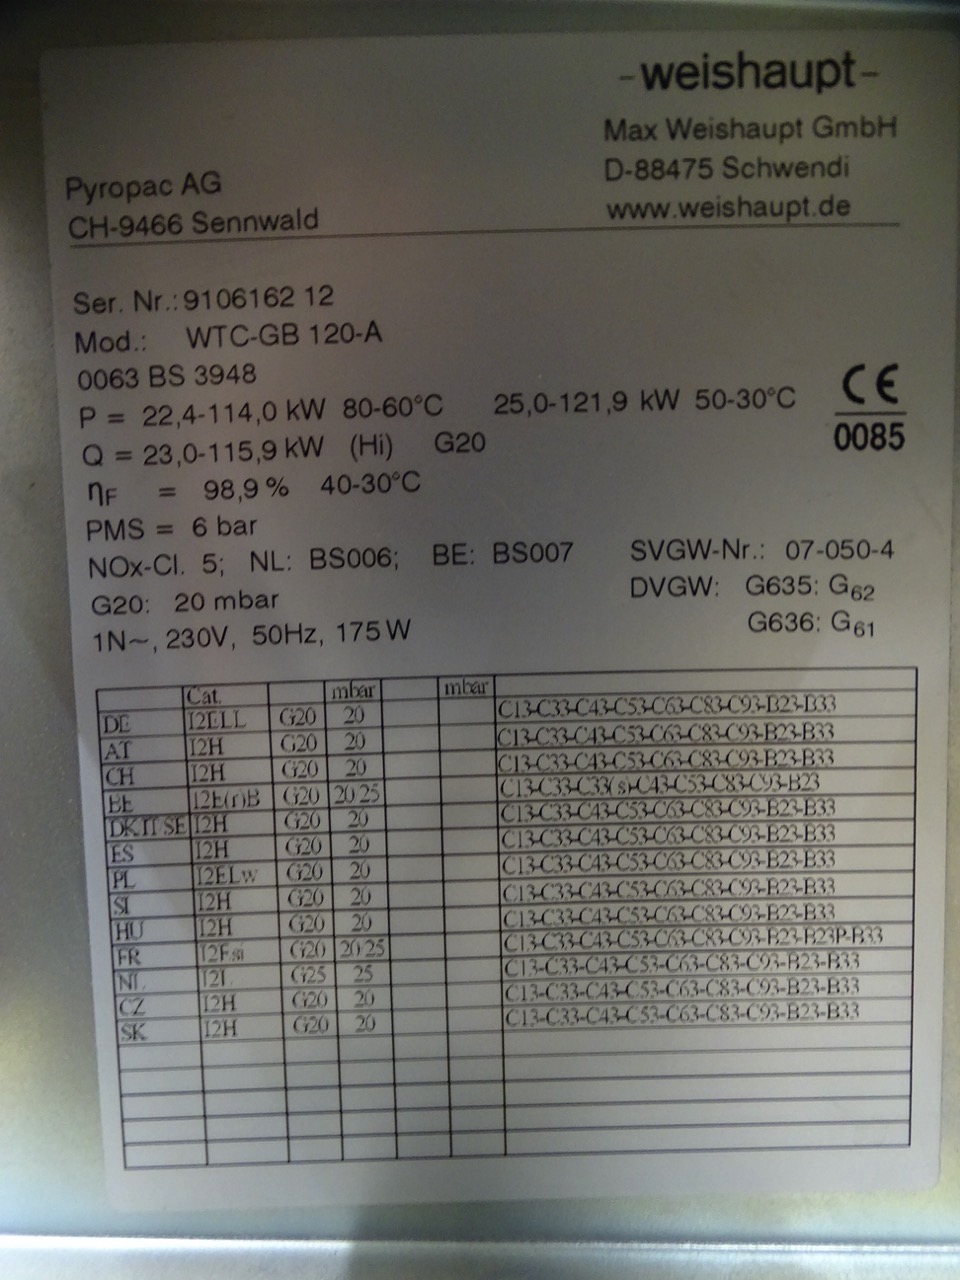 -weishaupt-
Max Weishaupt GmbH
D-88475 Schwendi
www.weishaupt.de
Pyropac AG
CH-9466 Sennwald
Ser. Nr.: 9106162 12
Mod.: WTC-GB 120-A
0063 BS 3948
P = 22,4-114,0 kW 80-60°C 25,0-121,9 kW 50-30°C
Q = 23,0-115,9 kW (Hi) G20
ηF = 98,9 % 40-30°C
PMS = 6 bar
CE
0085
NOx-Cl. 5; NL: BS006; BE: BS007 SVGW-Nr.: 07-050-4
G20: 20 mbar DVGW: G635: G62
1N~, 230V, 50Hz, 175 W G636: G61
Cat. mbar mbar
DE I2ELL G20 20 C13-C33-C43-C53-C63-C83-C93-B23-B33
AT I2H G20 20 C13-C33-C43-C53-C63-C83-C93-B23-B33
CH I2H G20 20 C13-C33-C43-C53-C63-C83-C93-B23-B33
BE I2E(r)B G20 20 25 C13-C33-C33(s)-C43-C53-C83-C93-B23
DK IT SE I2H G20 20 C13-C33-C43-C53-C63-C83-C93-B23-B33
ES I2H G20 20 C13-C33-C43-C53-C63-C83-C93-B23-B33
PL I2ELw G20 20 C13-C33-C43-C53-C63-C83-C93-B23-B33
SI I2H G20 20 C13-C33-C43-C53-C63-C83-C93-B23-B33
HU I2H G20 20 C13-C33-C43-C53-C63-C83-C93-B23-B33
FR I2Esi G20 20 25 C13-C33-C43-C53-C63-C83-C93-B23-B23P-B33
NL I2L G25 25 C13-C33-C43-C53-C63-C83-C93-B23-B33
CZ I2H G20 20 C13-C33-C43-C53-C63-C83-C93-B23-B33
SK I2H G20 20 C13-C33-C43-C53-C63-C83-C93-B23-B33